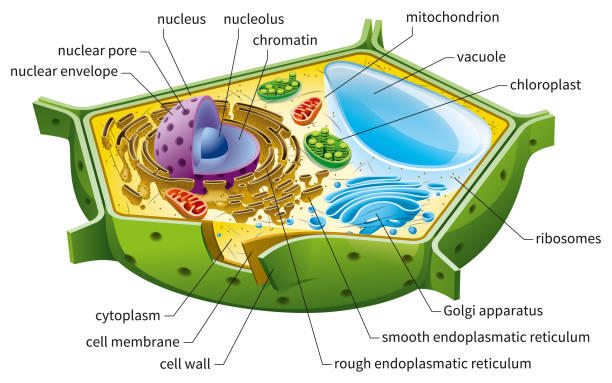 nucleus
nucleolus
mitochondrion
chromatin
nuclear pore
vacuole
nuclear envelope
chloroplast
ribosomes
cytoplasm
Golgi apparatus
cell membrane
smooth endoplasmatic reticulum
cell wall
rough endoplasmatic reticulum